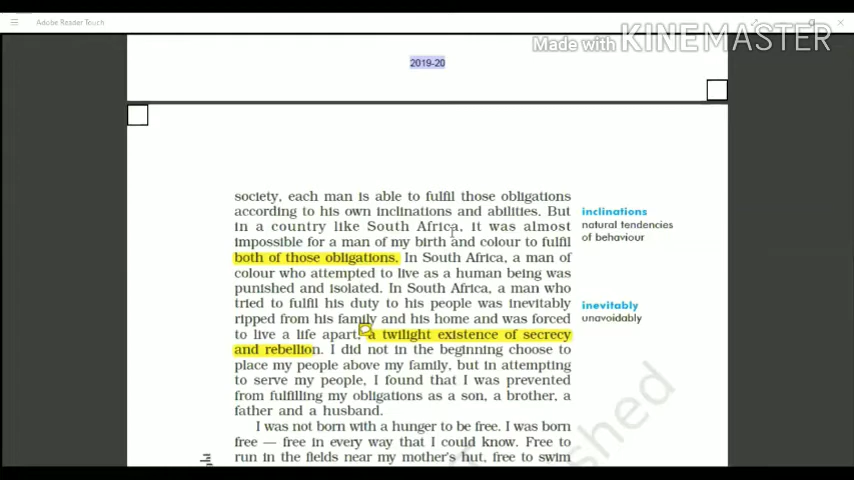 Adobe Reader Touch
Made with KINEMASTER
2019-20
society, each man is able to fulfil those obligations
according to his own inclinations and abilities. But
in a country like South Africa, it was almost
impossible for a man of my birth and colour to fulfil
both of those obligations. In South Africa, a man of
colour who attempted to live as a human being was
punished and isolated. In South Africa, a man who
tried to fulfil his duty to his people was inevitably
ripped from his family and his home and was forced
to live a life apart, a twilight existence of secrecy
and rebellion. I did not in the beginning choose to
place my people above my family, but in attempting
to serve my people, I found that I was prevented
from fulfilling my obligations as a son, a brother, a
father and a husband.
I was not born with a hunger to be free. I was born
free — free in every way that I could know. Free to
run in the fields near my mother's hut, free to swim
inclinations
natural tendencies
of behaviour
inevitably
unavoidably